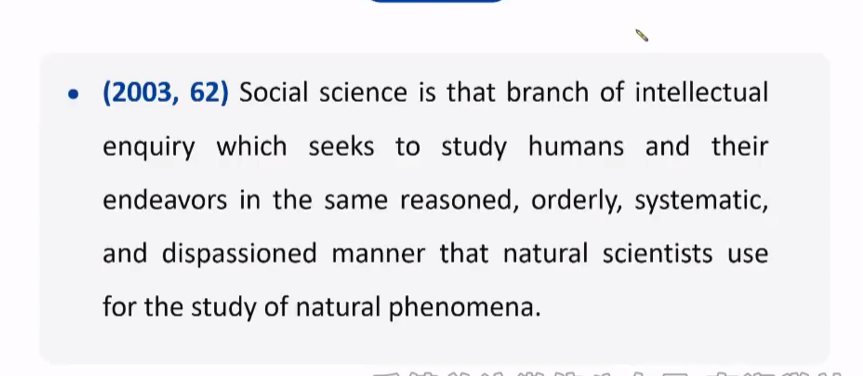 • (2003, 62) Social science is that branch of intellectual
enquiry which seeks to study humans and their
endeavors in the same reasoned, orderly, systematic,
and dispassioned manner that natural scientists use
for the study of natural phenomena.